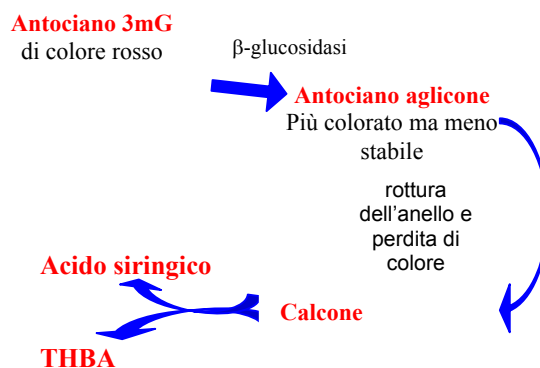 Antociano 3mG
di colore rosso
β-glucosidasi
Antociano aglicone
Più colorato ma meno
stabile
rottura
dell'anello e
perdita di
colore
Acido siringico
Calcone
THBA